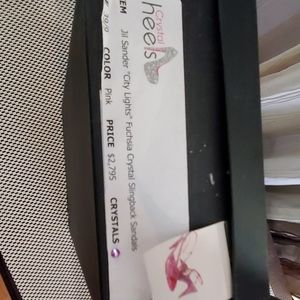 Crystal
heels
EM Jil Sander "City Lights" Fuchsia Crystal Slingback Sandals
COLOR Pink PRICE $2,795 CRYSTALS